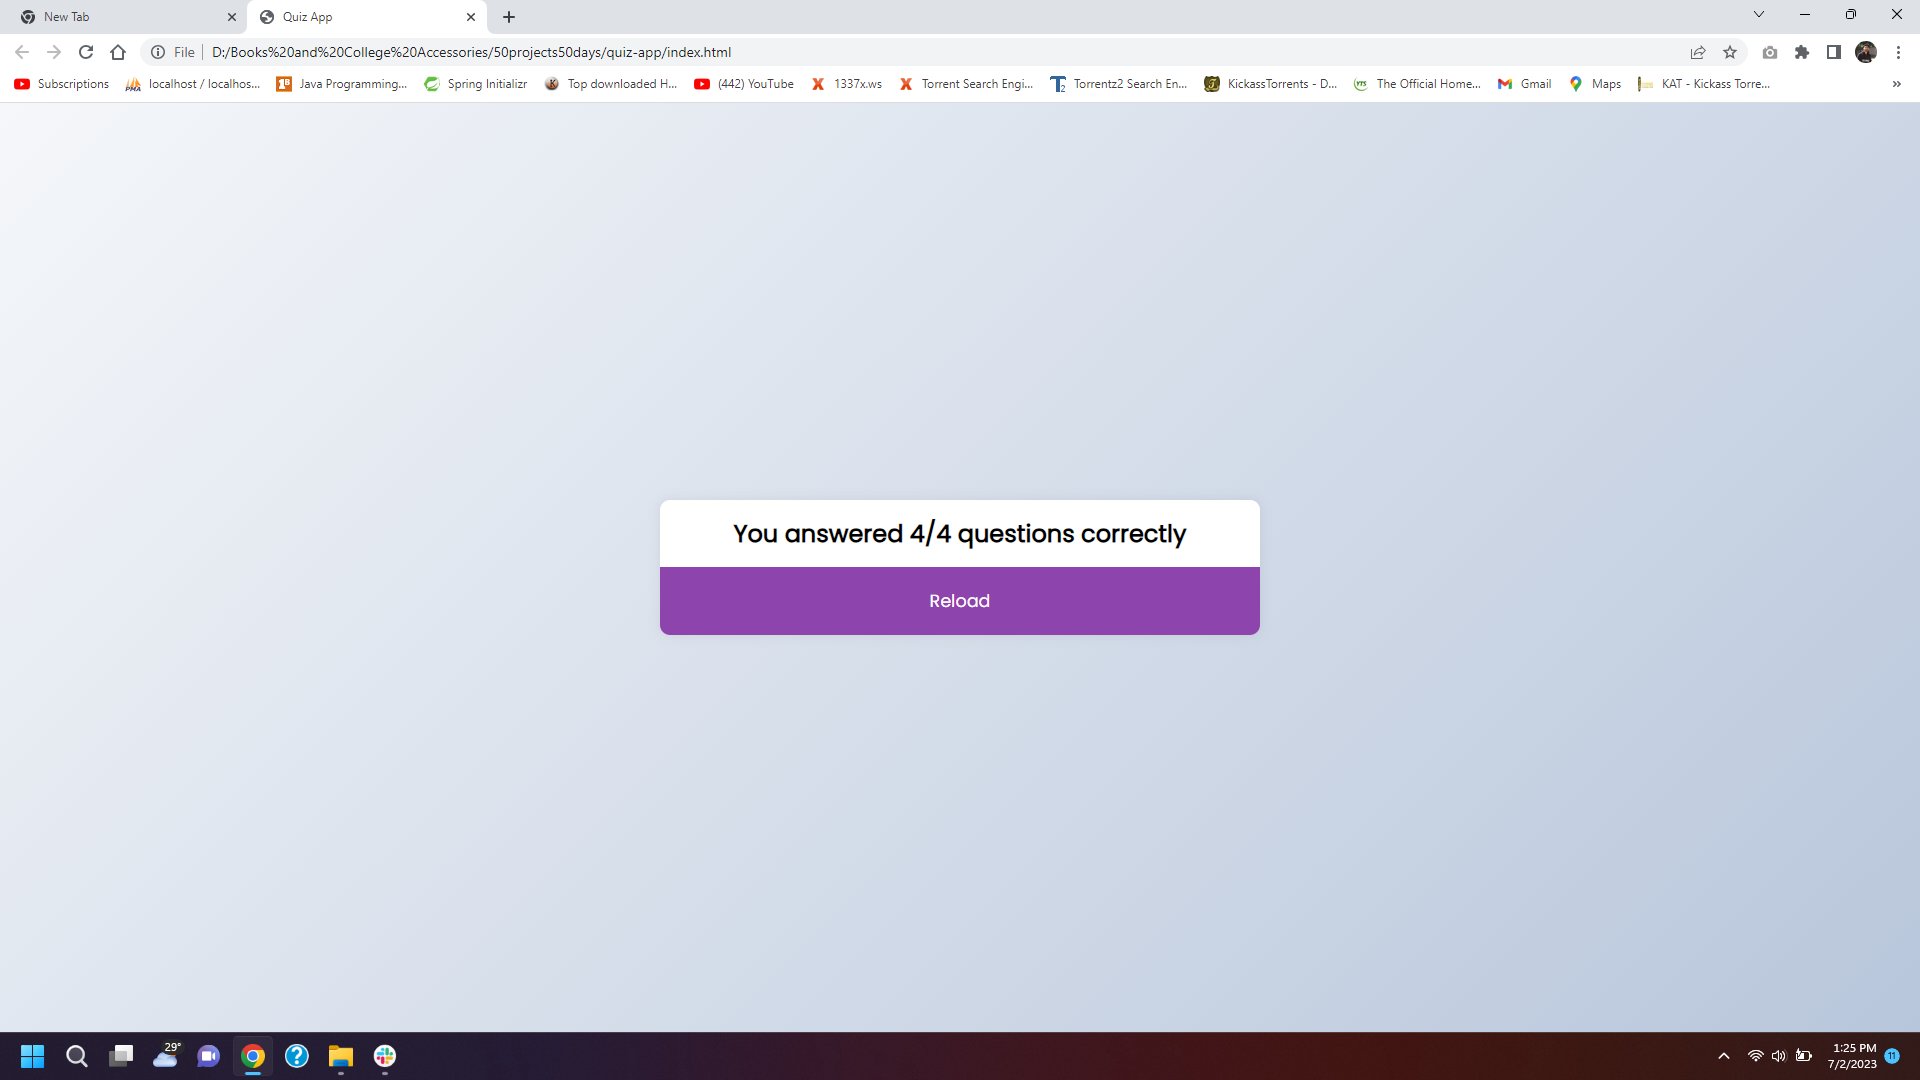 New Tab
Quiz App
File
D:/Books%20and%20College%20Accessories/50projects50days/quiz-app/index.html
Subscriptions
PMA
localhost / localhos...
Java Programming...
Spring Initializr
Top downloaded H...
(442) YouTube
1337x.ws
Torrent Search Engi...
Torrentz2 Search En...
KickassTorrents - D...
YTS
The Official Home...
Gmail
Maps
KAT - Kickass Torre...
»
You answered 4/4 questions correctly
Reload
29°
1:25 PM
7/2/2023
11